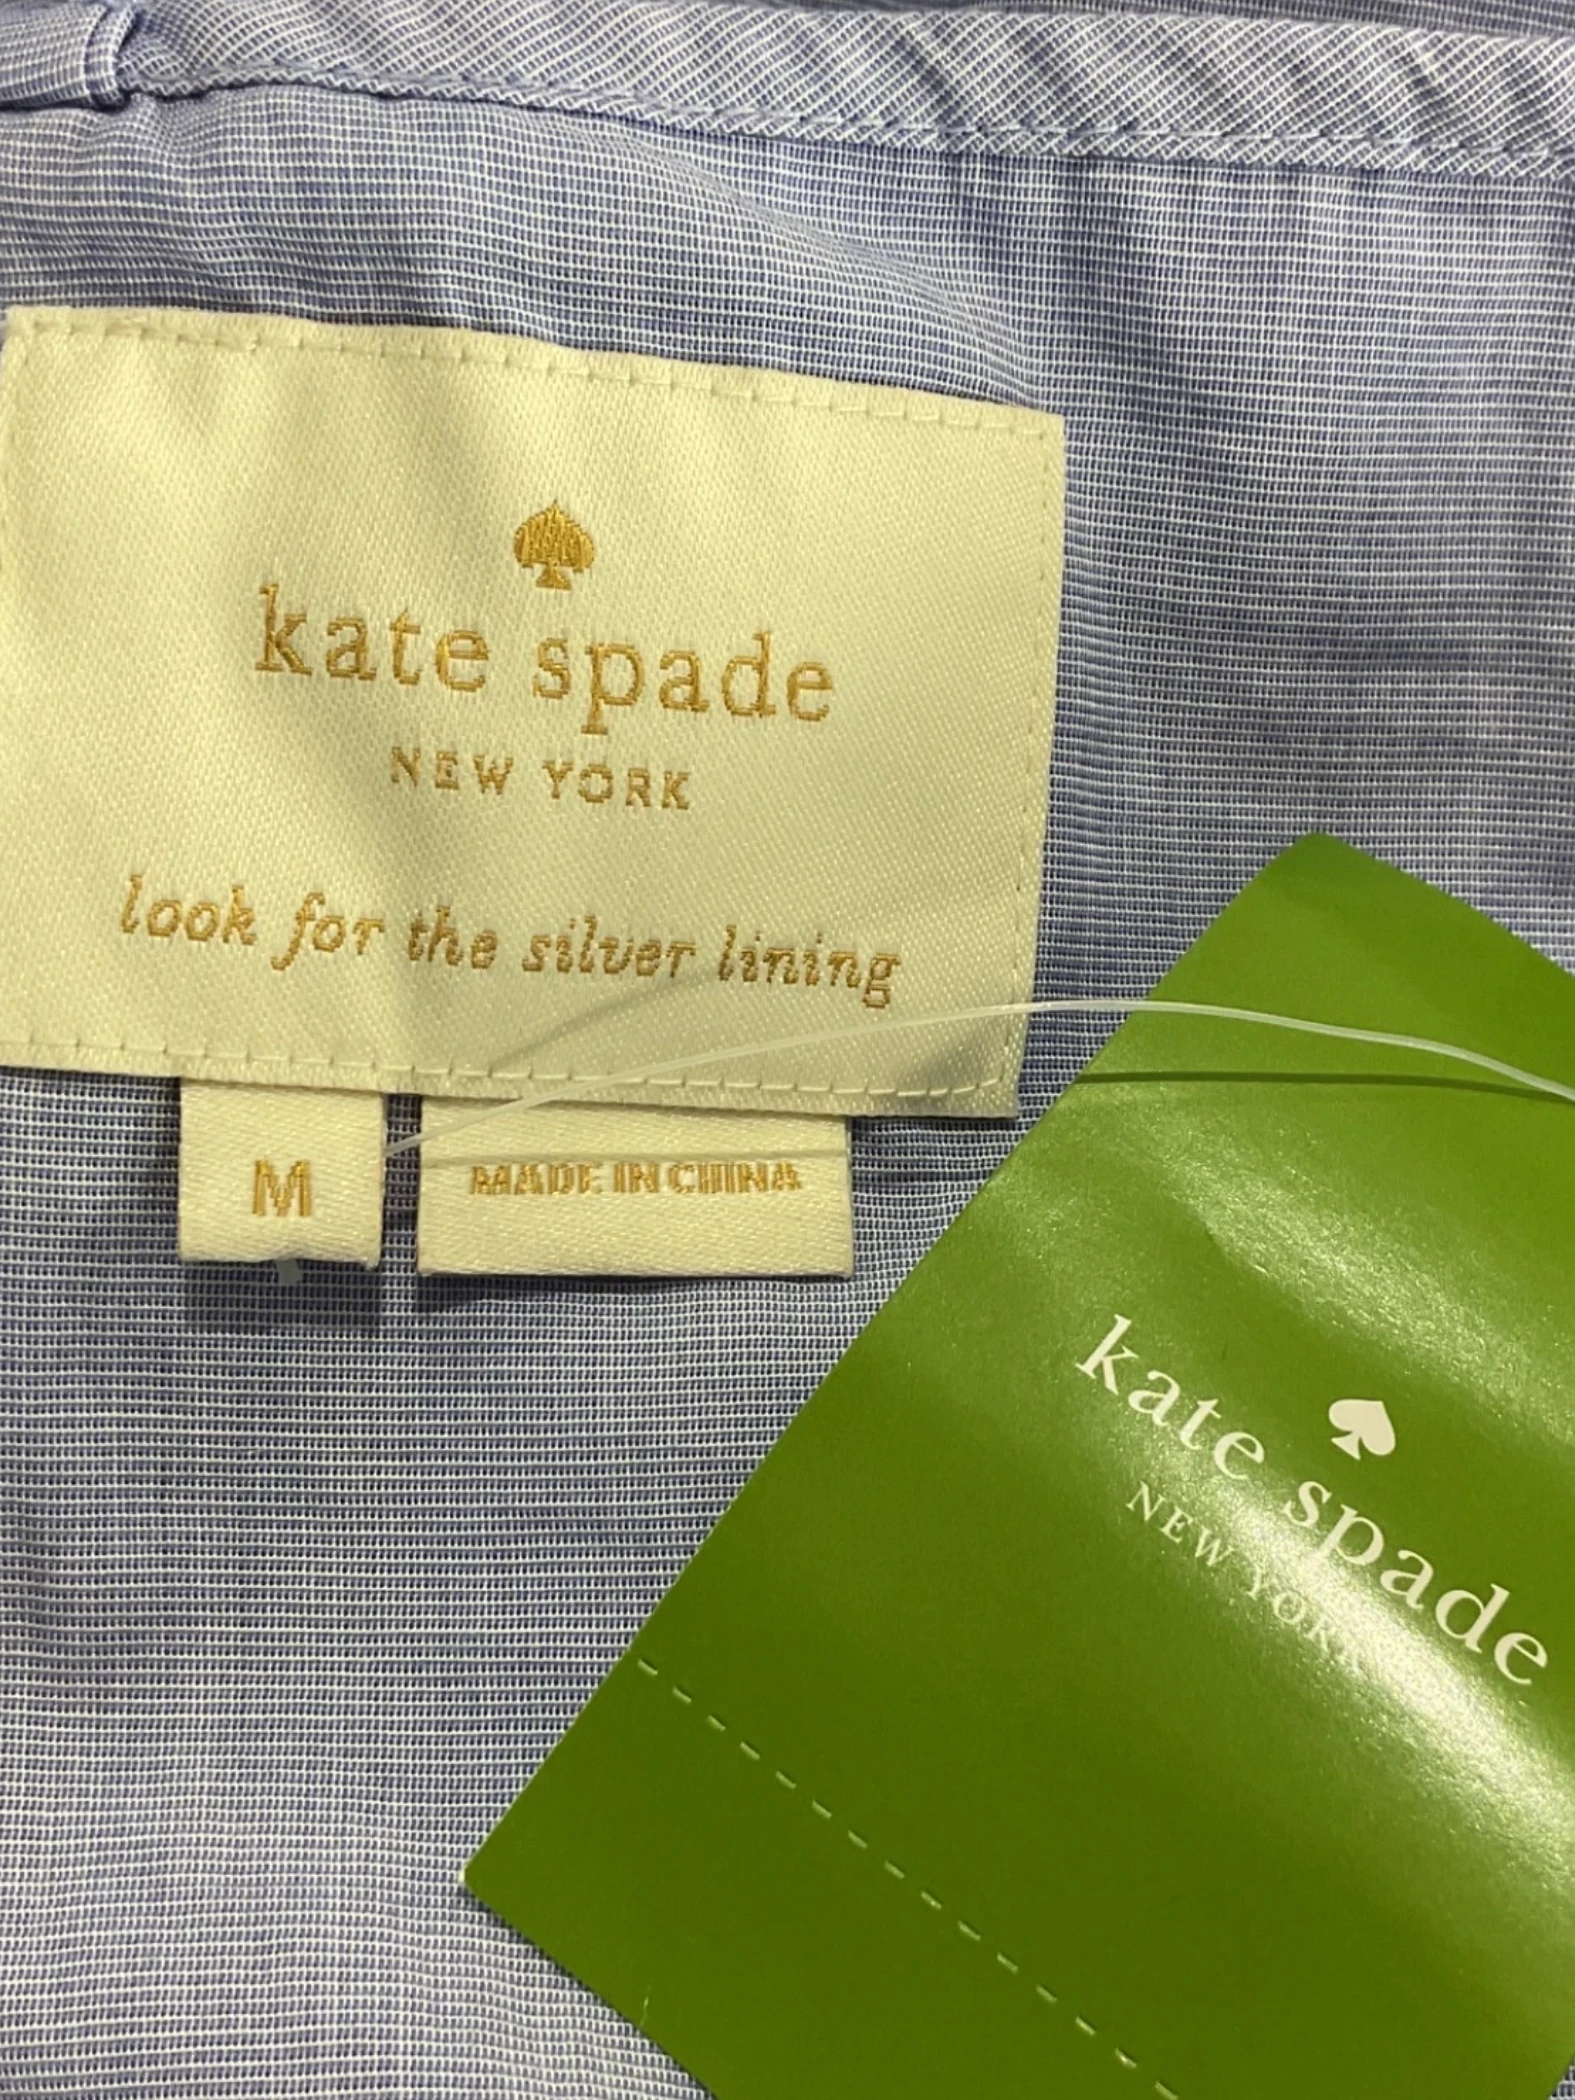 kate spade
NEW YORK
look for the silver lining
M
MADE IN CHINA
kate spade
NEW YORK